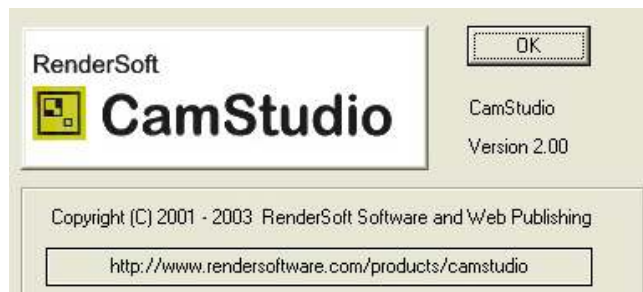 RenderSoft
CamStudio
OK
CamStudio
Version 2.00
Copyright (C) 2001 - 2003  RenderSoft Software and Web Publishing
http://www.rendersoftware.com/products/camstudio